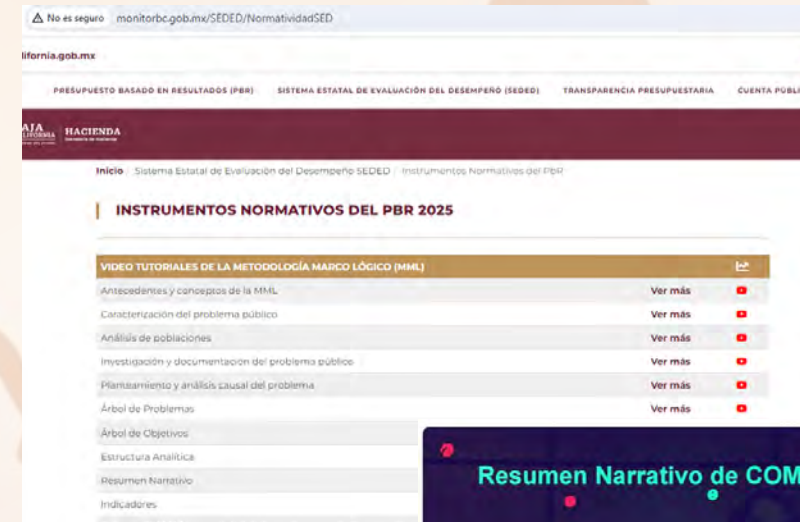 No es seguro monitorbc.gob.mx/SEDED/NormatividadSED
lifornia.gob.mx
PRESUPUESTO BASADO EN RESULTADOS (PBR) SISTEMA ESTATAL DE EVALUACIÓN DEL DESEMPEÑO (SEDED) TRANSPARENCIA PRESUPUESTARIA CUENTA PÚBLI
AJA HACIENDA
Inicio / Sistema Estatal de Evaluación del Desempeño SEDED / Instrumentos Normativos del PbR
INSTRUMENTOS NORMATIVOS DEL PBR 2025
VIDEO TUTORIALES DE LA METODOLOGÍA MARCO LÓGICO (MML)
Antecedentes y conceptos de la MML Ver más
Caracterización del problema público Ver más
Análisis de poblaciones Ver más
Investigación y documentación del problema público Ver más
Planteamiento y análisis causal del problema Ver más
Árbol de Problemas Ver más
Árbol de Objetivos
Estructura Analítica
Resumen Narrativo
Indicadores
Resumen Narrativo de COM